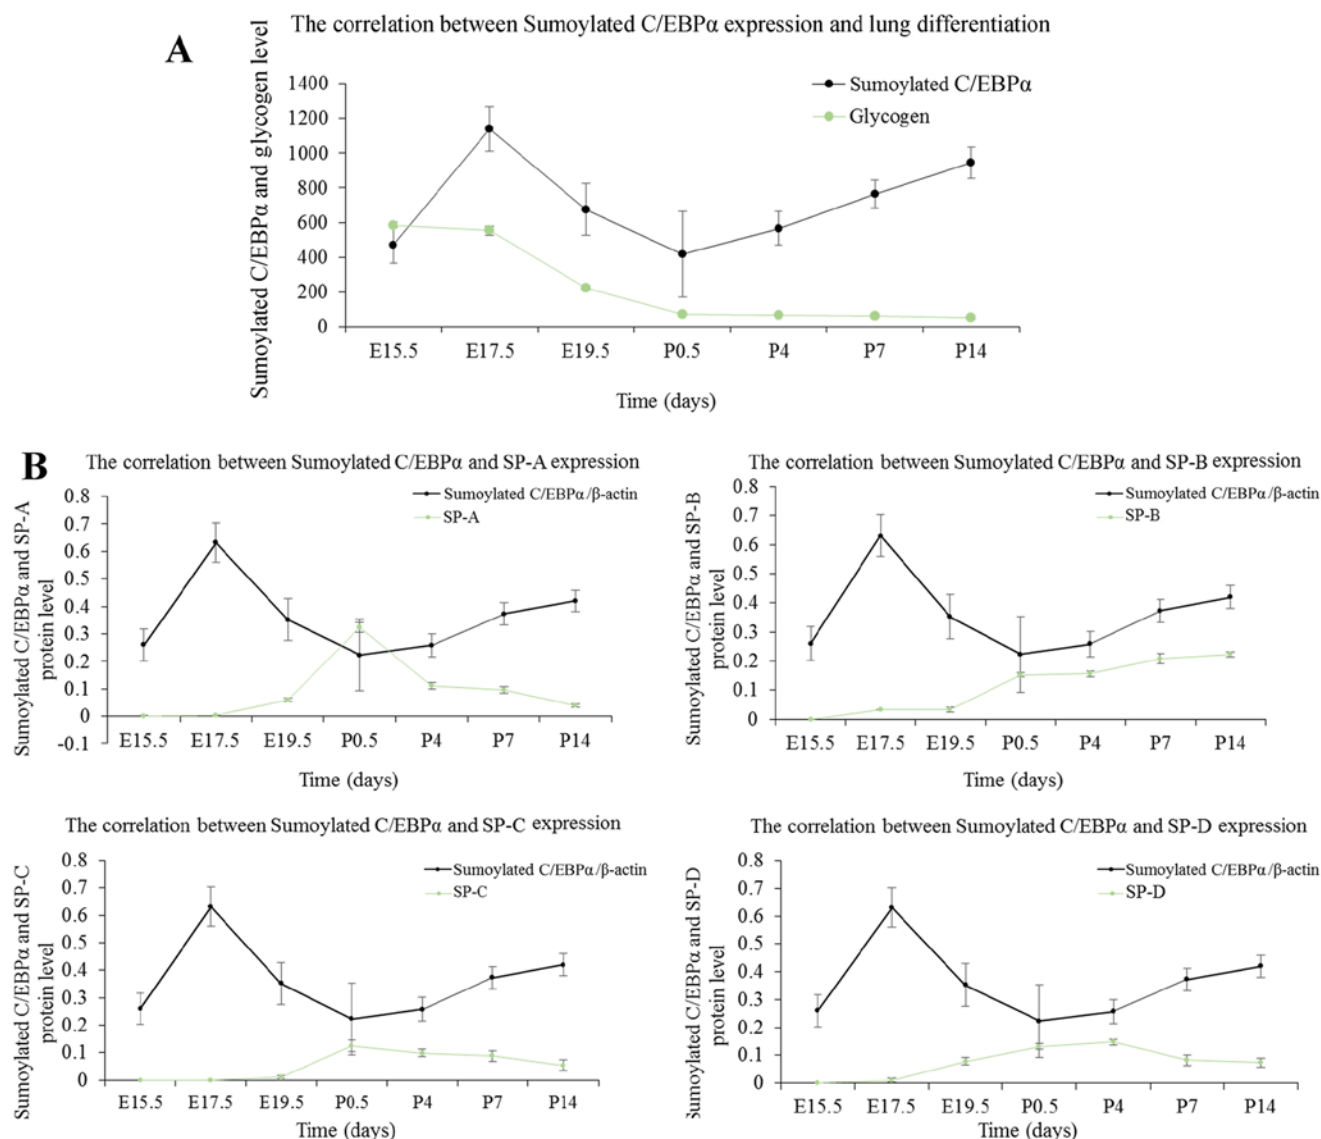 A
The correlation between Sumoylated C/EBPα expression and lung differentiation
Sumoylated C/EBPα and glycogen level
1400
1200
1000
800
600
400
200
0
Sumoylated C/EBPα
Glycogen
E15.5 E17.5 E19.5 P0.5 P4 P7 P14
Time (days)
B
The correlation between Sumoylated C/EBPα and SP-A expression
Sumoylated C/EBPα and SP-A
protein level
0.8
0.7
0.6
0.5
0.4
0.3
0.2
0.1
0
-0.1
Sumoylated C/EBPα/β-actin
SP-A
E15.5 E17.5 E19.5 P0.5 P4 P7 P14
Time (days)
The correlation between Sumoylated C/EBPα and SP-B expression
Sumoylated C/EBPα and SP-B
protein level
0.8
0.7
0.6
0.5
0.4
0.3
0.2
0.1
0
Sumoylated C/EBPα/β-actin
SP-B
E15.5 E17.5 E19.5 P0.5 P4 P7 P14
Time (days)
The correlation between Sumoylated C/EBPα and SP-C expression
Sumoylated C/EBPα and SP-C
protein level
0.8
0.7
0.6
0.5
0.4
0.3
0.2
0.1
0
Sumoylated C/EBPα/β-actin
SP-C
E15.5 E17.5 E19.5 P0.5 P4 P7 P14
Time (days)
The correlation between Sumoylated C/EBPα and SP-D expression
Sumoylated C/EBPα and SP-D
protein level
0.8
0.7
0.6
0.5
0.4
0.3
0.2
0.1
0
Sumoylated C/EBPα/β-actin
SP-D
E15.5 E17.5 E19.5 P0.5 P4 P7 P14
Time (days)